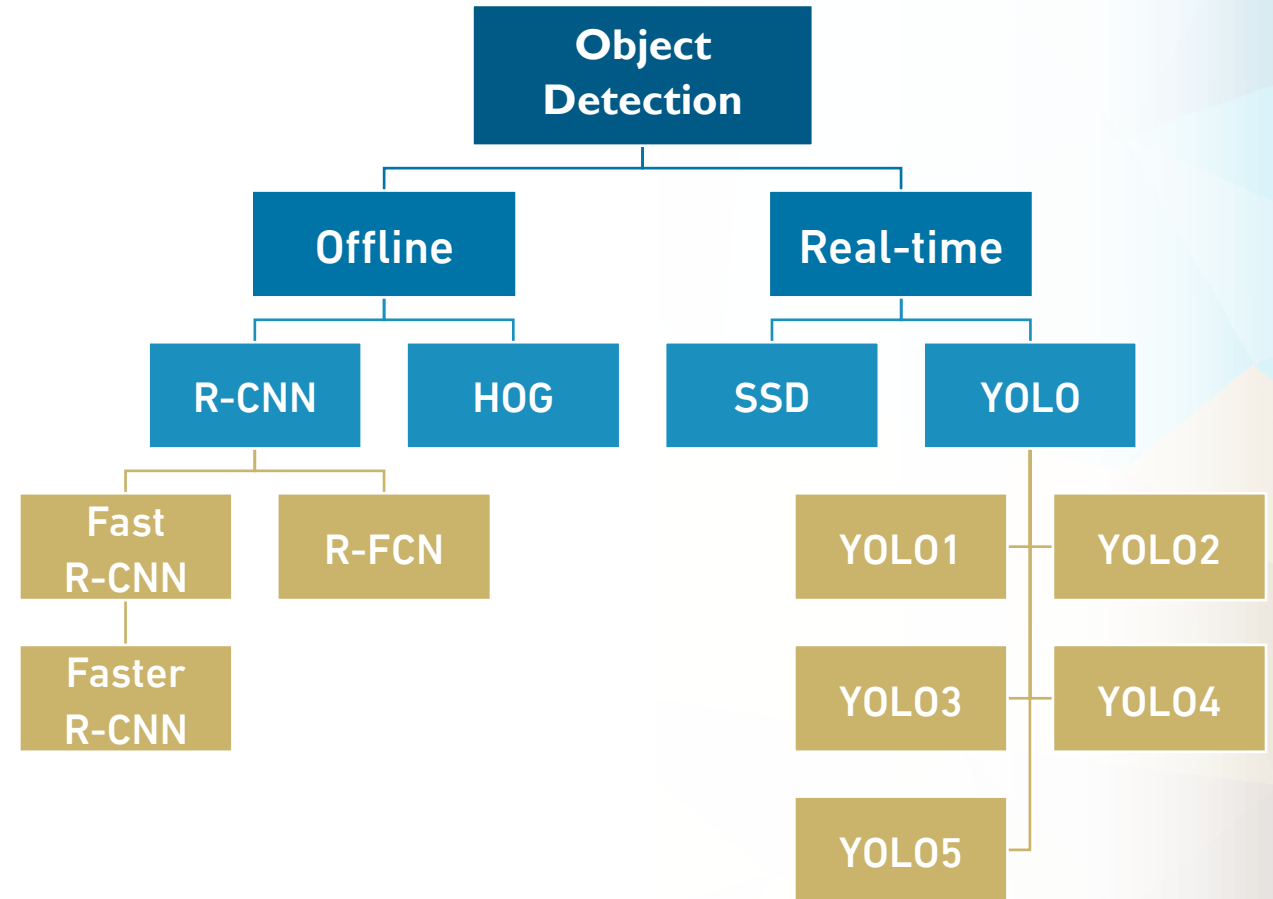 Object
Detection
Offline
Real-time
R-CNN
HOG
SSD
YOLO
Fast
R-CNN
R-FCN
YOLO1
YOLO2
Faster
R-CNN
YOLO3
YOLO4
YOLO5